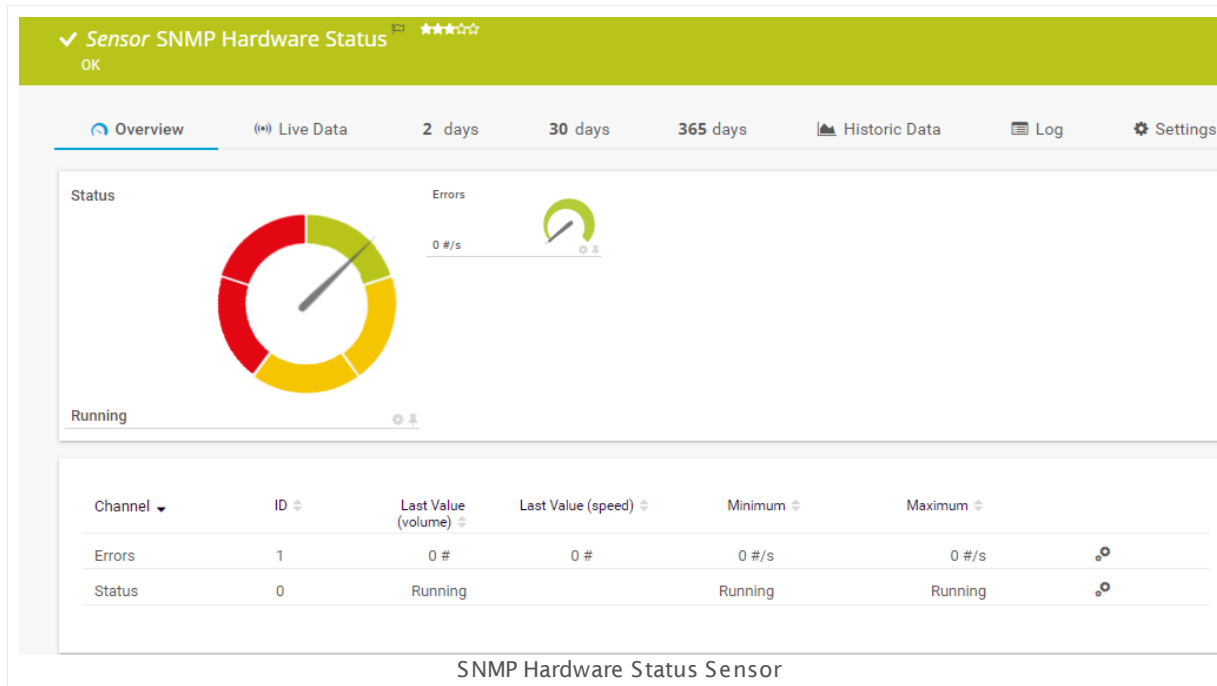 Sensor SNMP Hardware Status
OK
Overview Live Data 2 days 30 days 365 days Historic Data Log Settings
Status
Errors
0 #/s
Running
Channel ID Last Value (volume) Last Value (speed) Minimum Maximum
Errors 1 0 # 0 # 0 #/s 0 #/s
Status 0 Running Running Running
SNMP Hardware Status Sensor